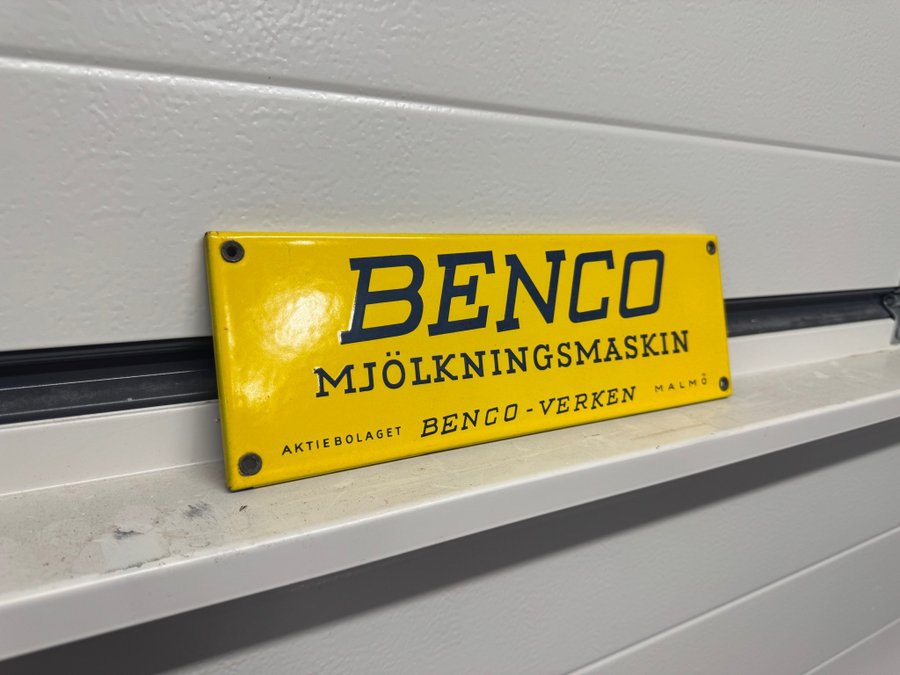 BENCO
MJÖLKNINGSMASKIN
AKTIEBOLAGET BENCO-VERKEN MALMÖ